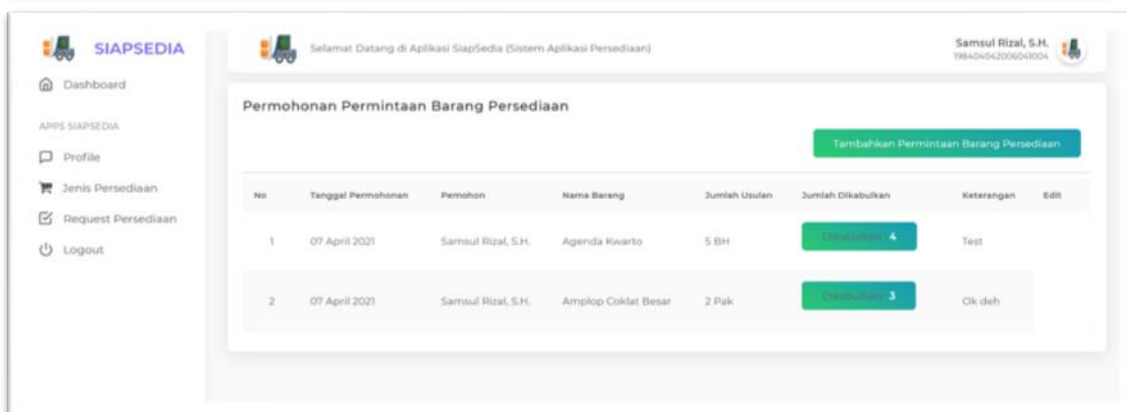 SIAPSEDIA
Selamat Datang di Aplikasi SiapSedia (Sistem Aplikasi Persediaan)
Samsul Rizal, S.H.
198404042006041004
Dashboard
APPS SIAPSEDIA
Profile
Jenis Persediaan
Request Persediaan
Logout
Permohonan Permintaan Barang Persediaan
Tambahkan Permintaan Barang Persediaan
No Tanggal Permohonan Pemohon Nama Barang Jumlah Usulan Jumlah Dikabulkan Keterangan Edit
1 07 April 2021 Samsul Rizal, S.H. Agenda Kwarto 5 BH Dikabulkan 4 Test
2 07 April 2021 Samsul Rizal, S.H. Amplop Coklat Besar 2 Pak Dikabulkan 3 Ok deh